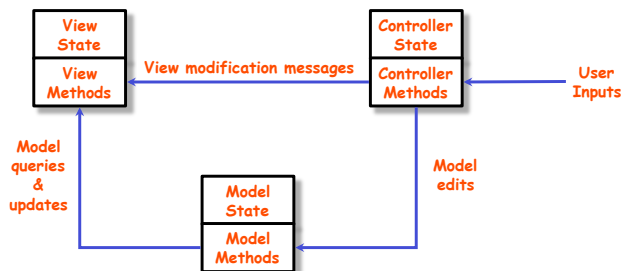 View
State
View
Methods
View modification messages
Controller
State
Controller
Methods
User
Inputs
Model
queries
&
updates
Model
State
Model
Methods
Model
edits